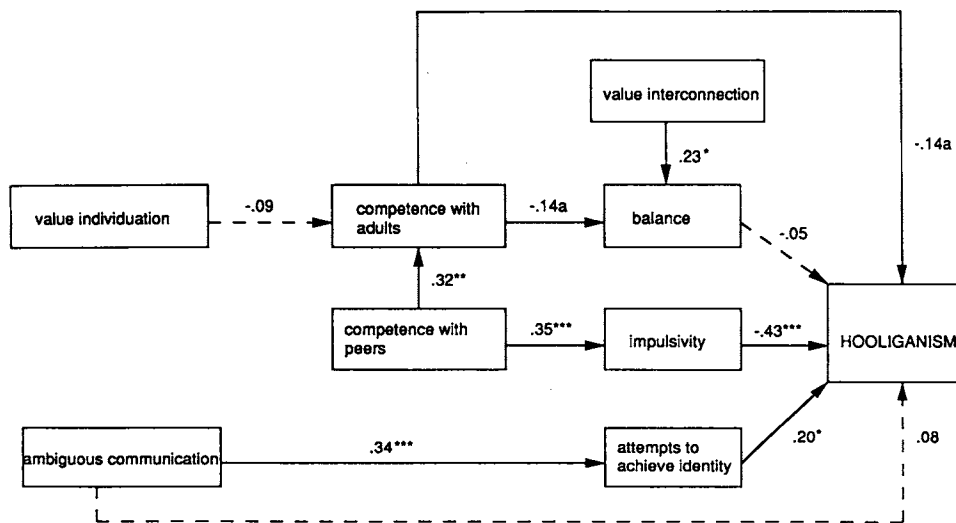 value interconnection
-.14a
.23*
value individuation
-.09
competence with
adults
-.14a
balance
-.05
.32**
competence with
peers
.35***
impulsivity
-.43***
HOOLIGANISM
ambiguous communication
.34***
attempts to
achieve identity
.20*
.08